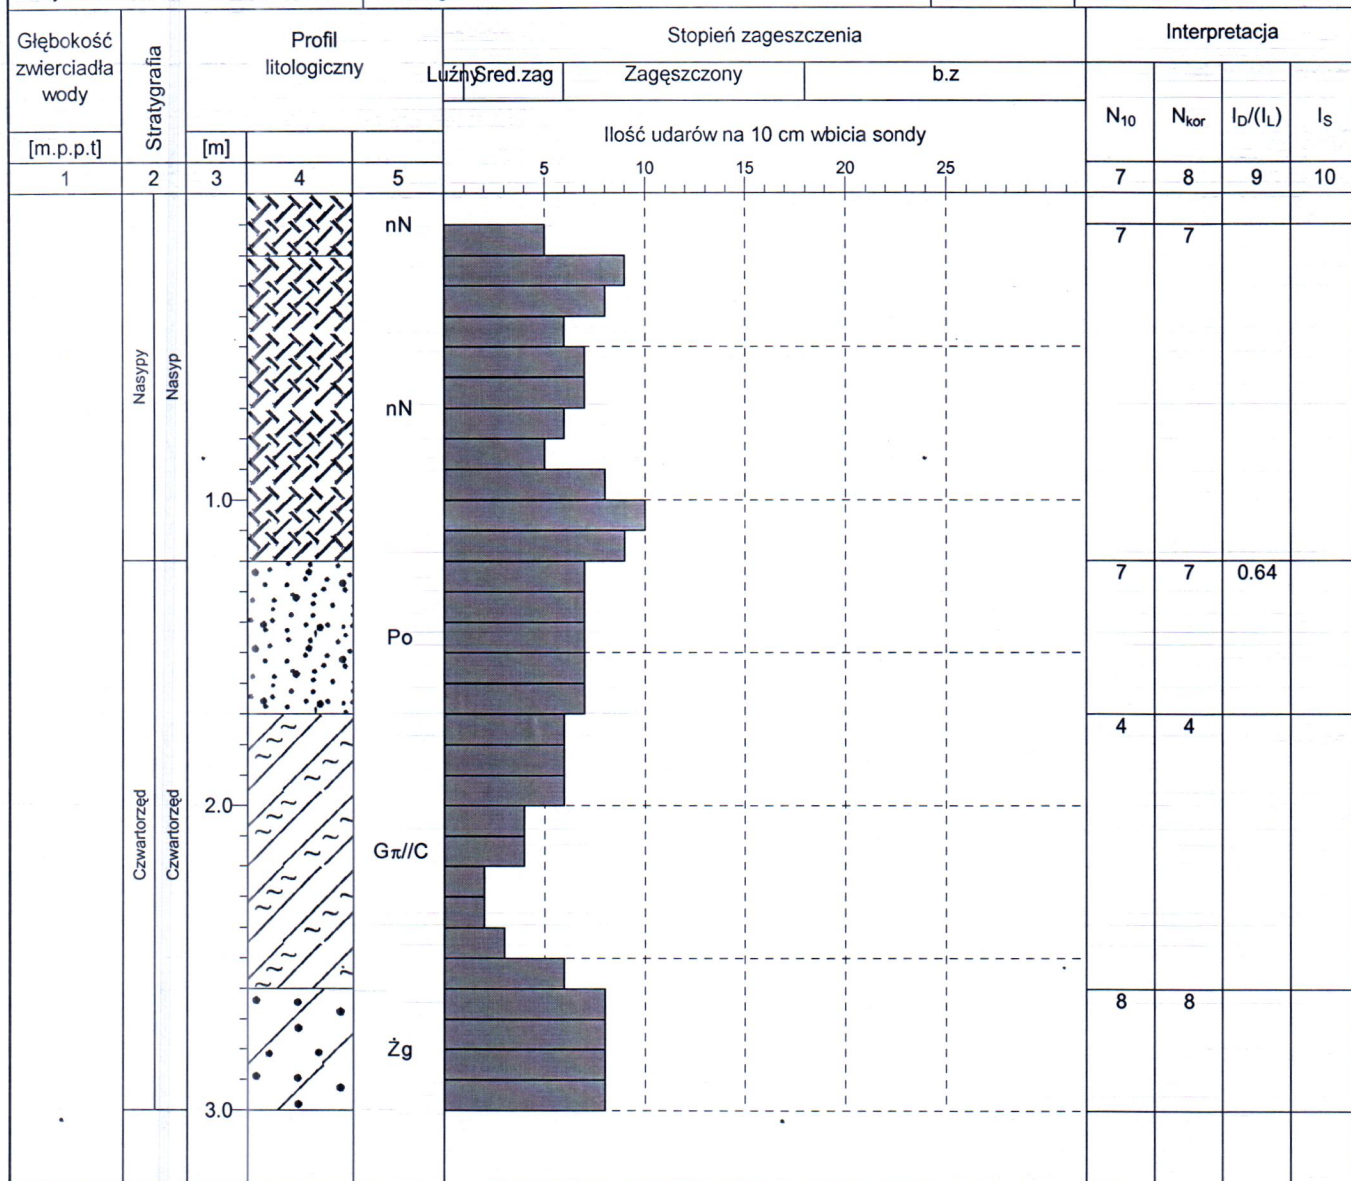 Głębokość
zwierciadła
wody
[m.p.p.t]
1
Stratygrafia
2
Profil
litologiczny
[m]
3
4
5
Stopień zageszczenia
Luźny
Sred.zag
Zagęszczony
b.z
Ilość udarów na 10 cm wbicia sondy
5 10 15 20 25
Interpretacja
N10 Nkor ID/(IL) IS
7 8 9 10
nN
7 7
Nasypy
Nasyp
nN
1.0
7 7 0.64
Po
4 4
2.0
Czwartorzęd
Czwartorzęd
Gπ//C
8 8
Żg
3.0